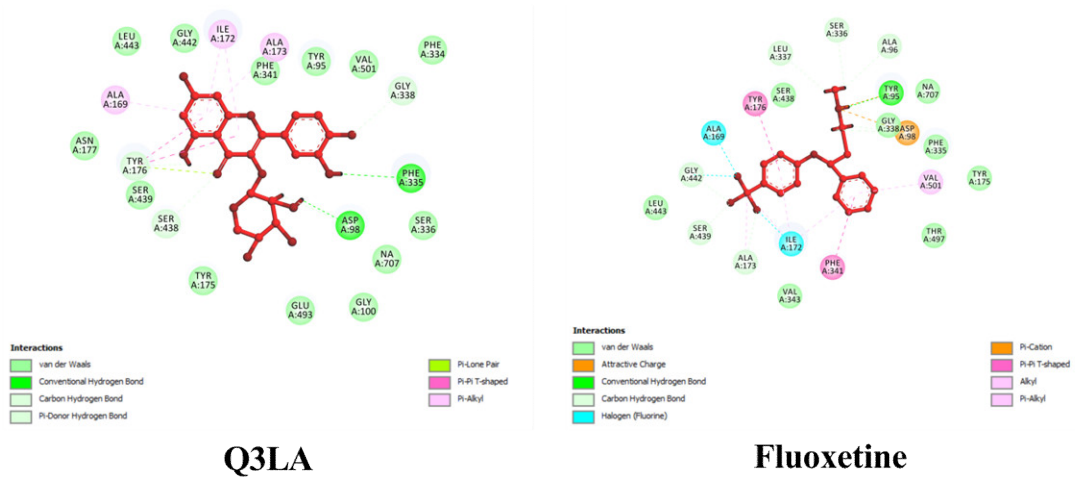 LEU
A:443
GLY
A:442
ILE
A:172
ALA
A:173
PHE
A:341
TYR
A:95
VAL
A:501
PHE
A:334
GLY
A:338
ALA
A:169
ASN
A:177
TYR
A:176
SER
A:439
SER
A:438
PHE
A:335
ASP
A:98
SER
A:336
NA
A:707
TYR
A:175
GLU
A:493
GLY
A:100
Interactions
van der Waals
Conventional Hydrogen Bond
Carbon Hydrogen Bond
Pi-Donor Hydrogen Bond
Pi-Lone Pair
Pi-Pi T-shaped
Pi-Alkyl
Q3LA
SER
A:336
LEU
A:337
ALA
A:96
TYR
A:176
SER
A:438
TYR
A:95
NA
A:707
GLY
A:338
ASP
A:98
ALA
A:169
PHE
A:335
GLY
A:442
VAL
A:501
TYR
A:175
LEU
A:443
SER
A:439
ILE
A:172
THR
A:497
ALA
A:173
PHE
A:341
VAL
A:343
Interactions
van der Waals
Attractive Charge
Conventional Hydrogen Bond
Carbon Hydrogen Bond
Halogen (Fluorine)
Pi-Cation
Pi-Pi T-shaped
Alkyl
Pi-Alkyl
Fluoxetine